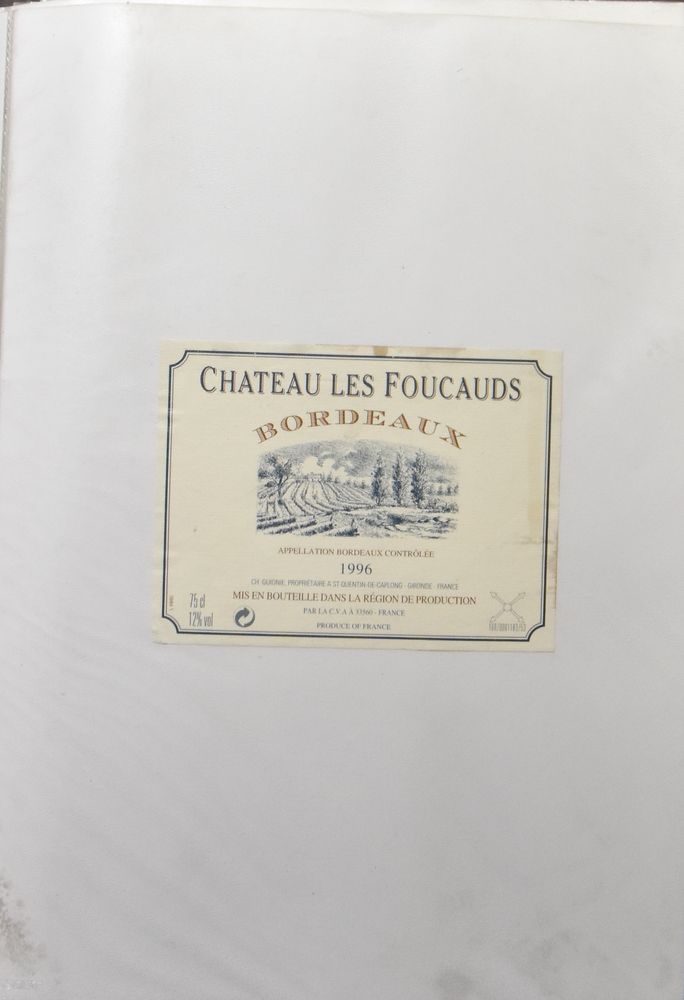 CHATEAU LES FOUCAUDS
BORDEAUX
APPELLATION BORDEAUX CONTRÔLÉE
1996
CH. GUIONIE, PROPRIÉTAIRE A ST QUENTIN-DE-CAPLONG - GIRONDE - FRANCE
MIS EN BOUTEILLE DANS LA RÉGION DE PRODUCTION
PAR LA C.V.A À 33560 - FRANCE
PRODUCE OF FRANCE
75 cl
12% vol